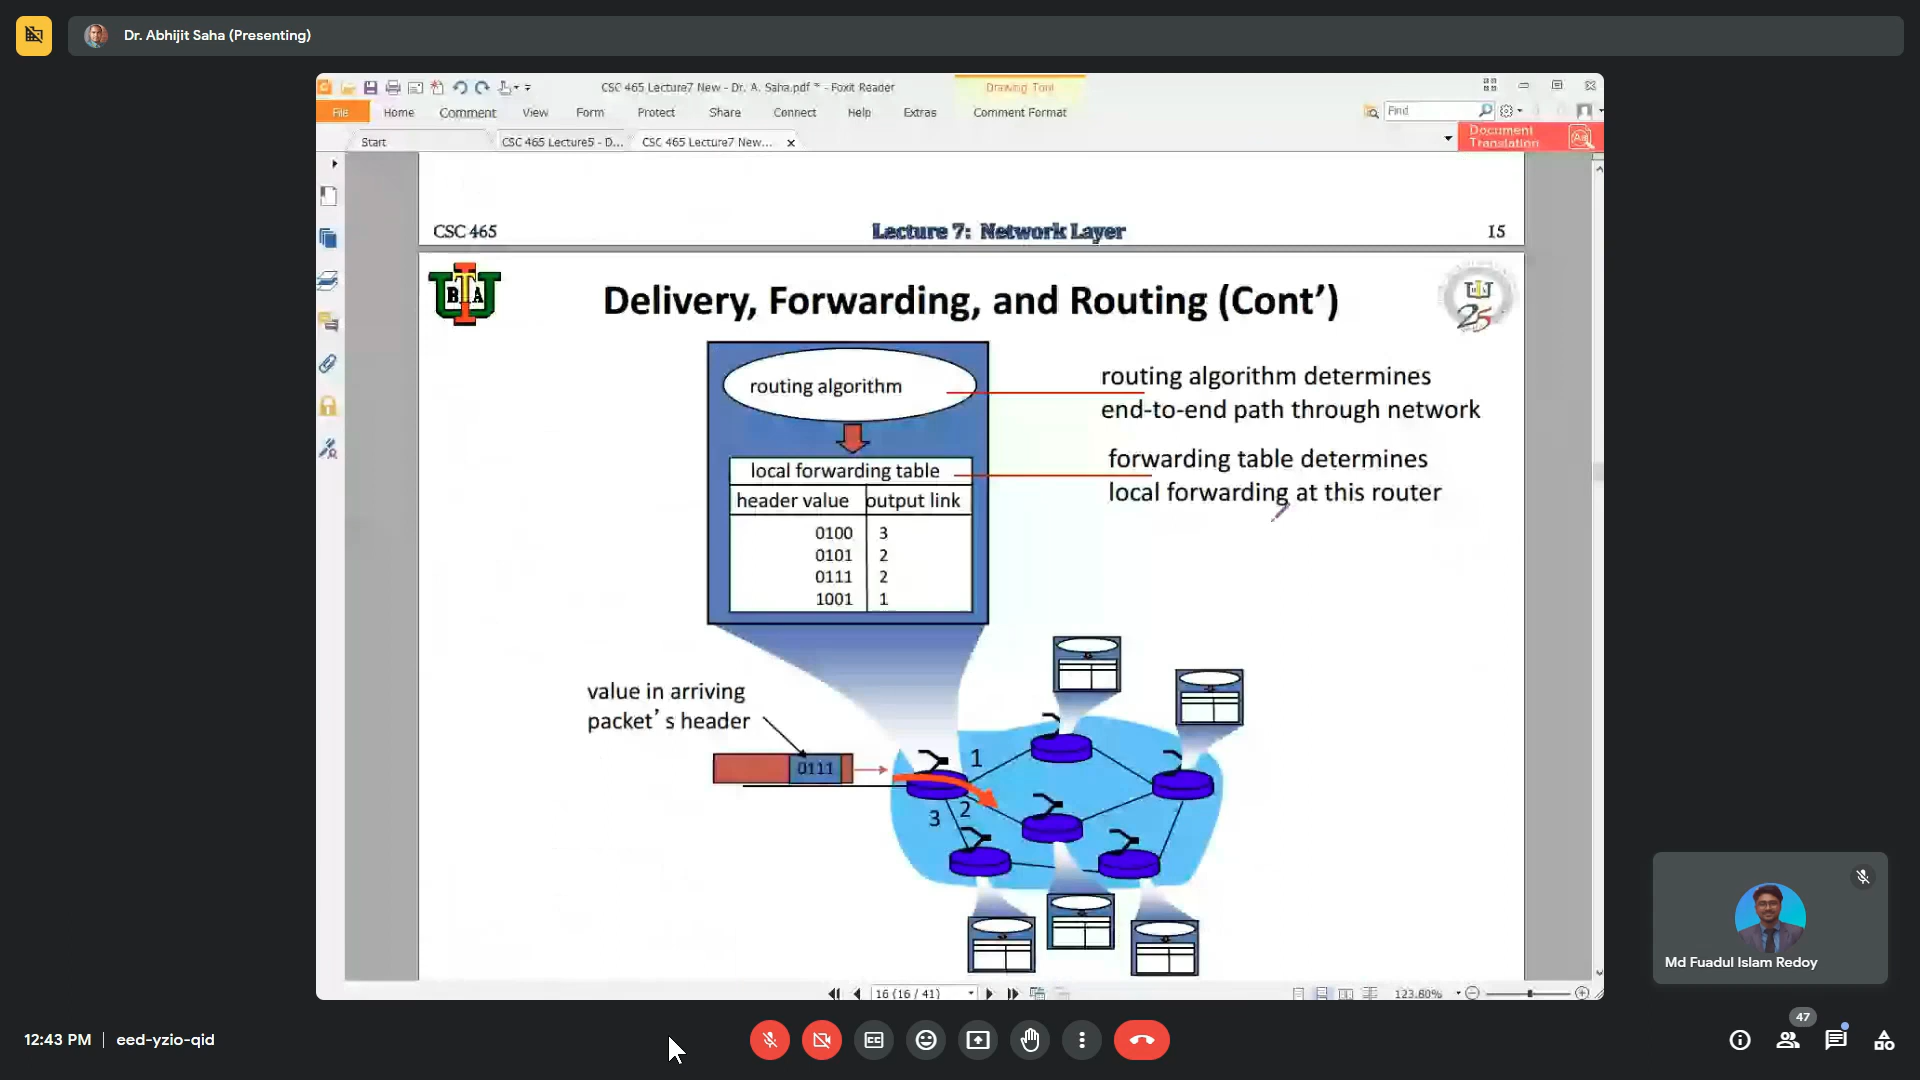 Dr. Abhijit Saha (Presenting)
CSC 465 Lecture7 New - Dr. A. Saha.pdf * - Foxit Reader
Drawing Tool
File Home Comment View Form Protect Share Connect Help Extras Comment Format
Find
Start
CSC 465 Lecture5 - D...
CSC 465 Lecture7 New...
Document
Translation
CSC 465
Lecture 7: Network Layer
15
IUBAT
Delivery, Forwarding, and Routing (Cont’)
25
routing algorithm
routing algorithm determines
end-to-end path through network
local forwarding table
forwarding table determines
local forwarding at this router
header value output link
0100 3
0101 2
0111 2
1001 1
value in arriving
packet’s header
0111
1
2
3
16 (16 / 41)
123.80%
Md Fuadul Islam Redoy
12:43 PM eed-yzio-qid
CC
47